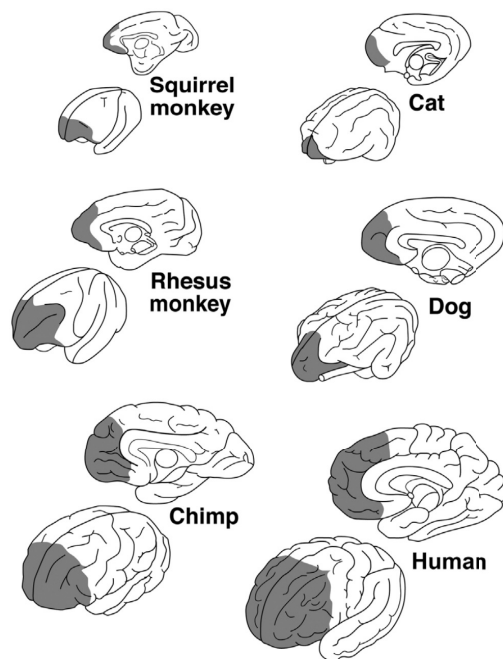 Squirrel
monkey
Cat
Rhesus
monkey
Dog
Chimp
Human